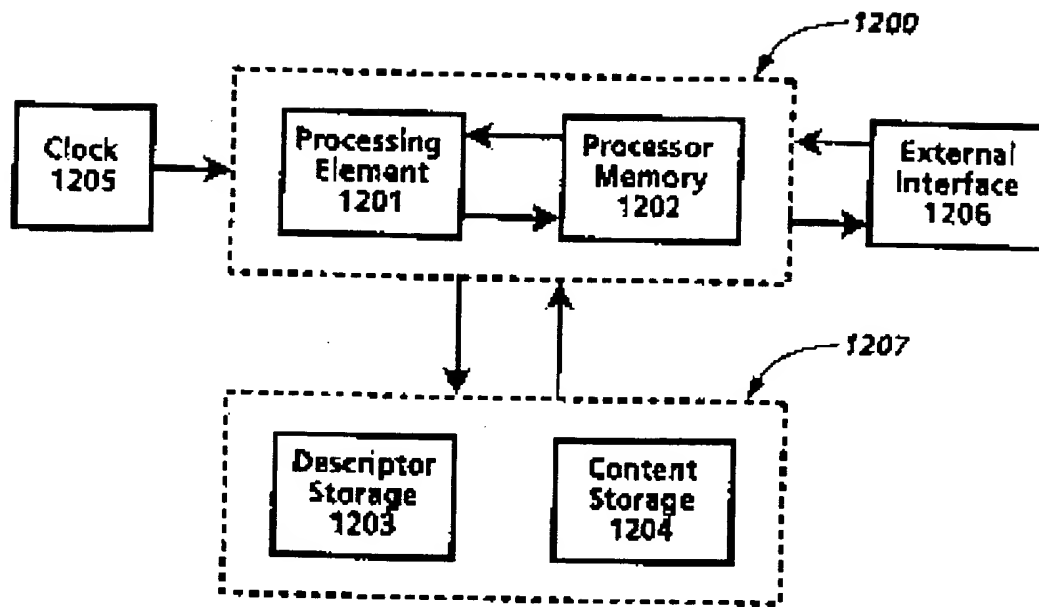 1200
Clock
1205
Processing
Element
1201
Processor
Memory
1202
External
Interface
1206
1207
Descriptor
Storage
1203
Content
Storage
1204